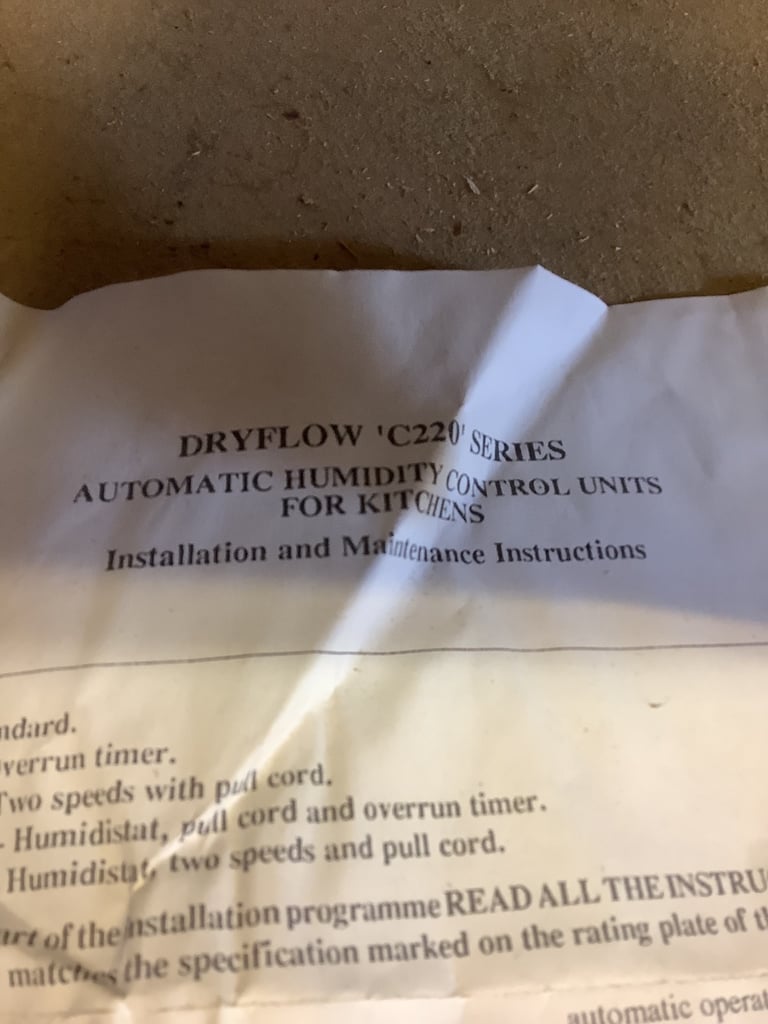 DRYFLOW 'C220' SERIES
AUTOMATIC HUMIDITY CONTROL UNITS
FOR KITCHENS
Installation and Maintenance Instructions
ndard.
verrun timer.
Two speeds with pull cord.
- Humidistat, pull cord and overrun timer.
Humidistat, two speeds and pull cord.
art of the installation programme READ ALL THE INSTRU
matches the specification marked on the rating plate of th
automatic operat